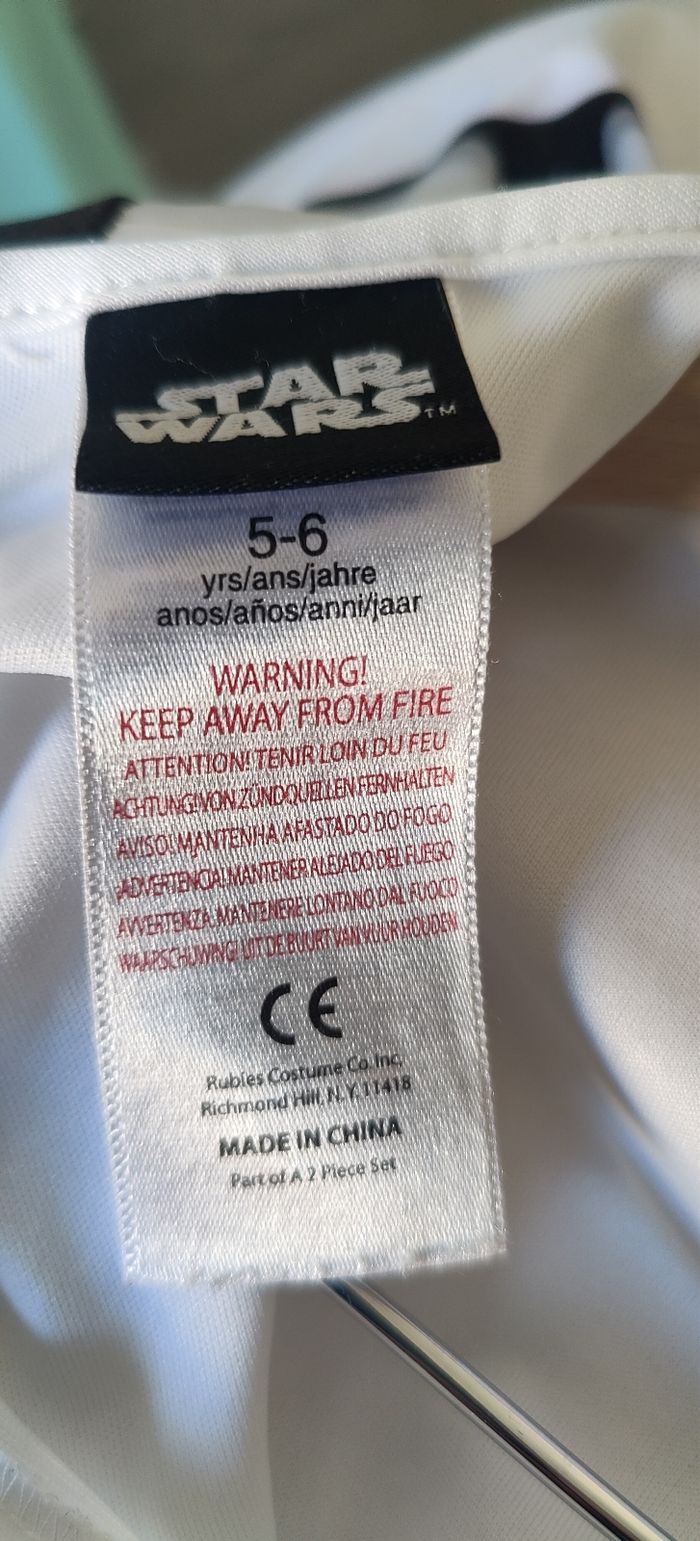 STAR
WARS™
5-6
yrs/ans/jahre
anos/años/anni/jaar
WARNING!
KEEP AWAY FROM FIRE
ATTENTION! TENIR LOIN DU FEU
ACHTUNG! VON ZÜNDQUELLEN FERNHALTEN
AVISO! MANTENHA AFASTADO DO FOGO
¡ADVERTENCIA! MANTENER ALEJADO DEL FUEGO
AVVERTENZA. MANTENERE LONTANO DAL FUOCO
WAARSCHUWING! UIT DE BUURT VAN VUUR HOUDEN
CE
Rubies Costume Co. Inc.
Richmond Hill, N.Y. 11418
MADE IN CHINA
Part of A 2 Piece Set